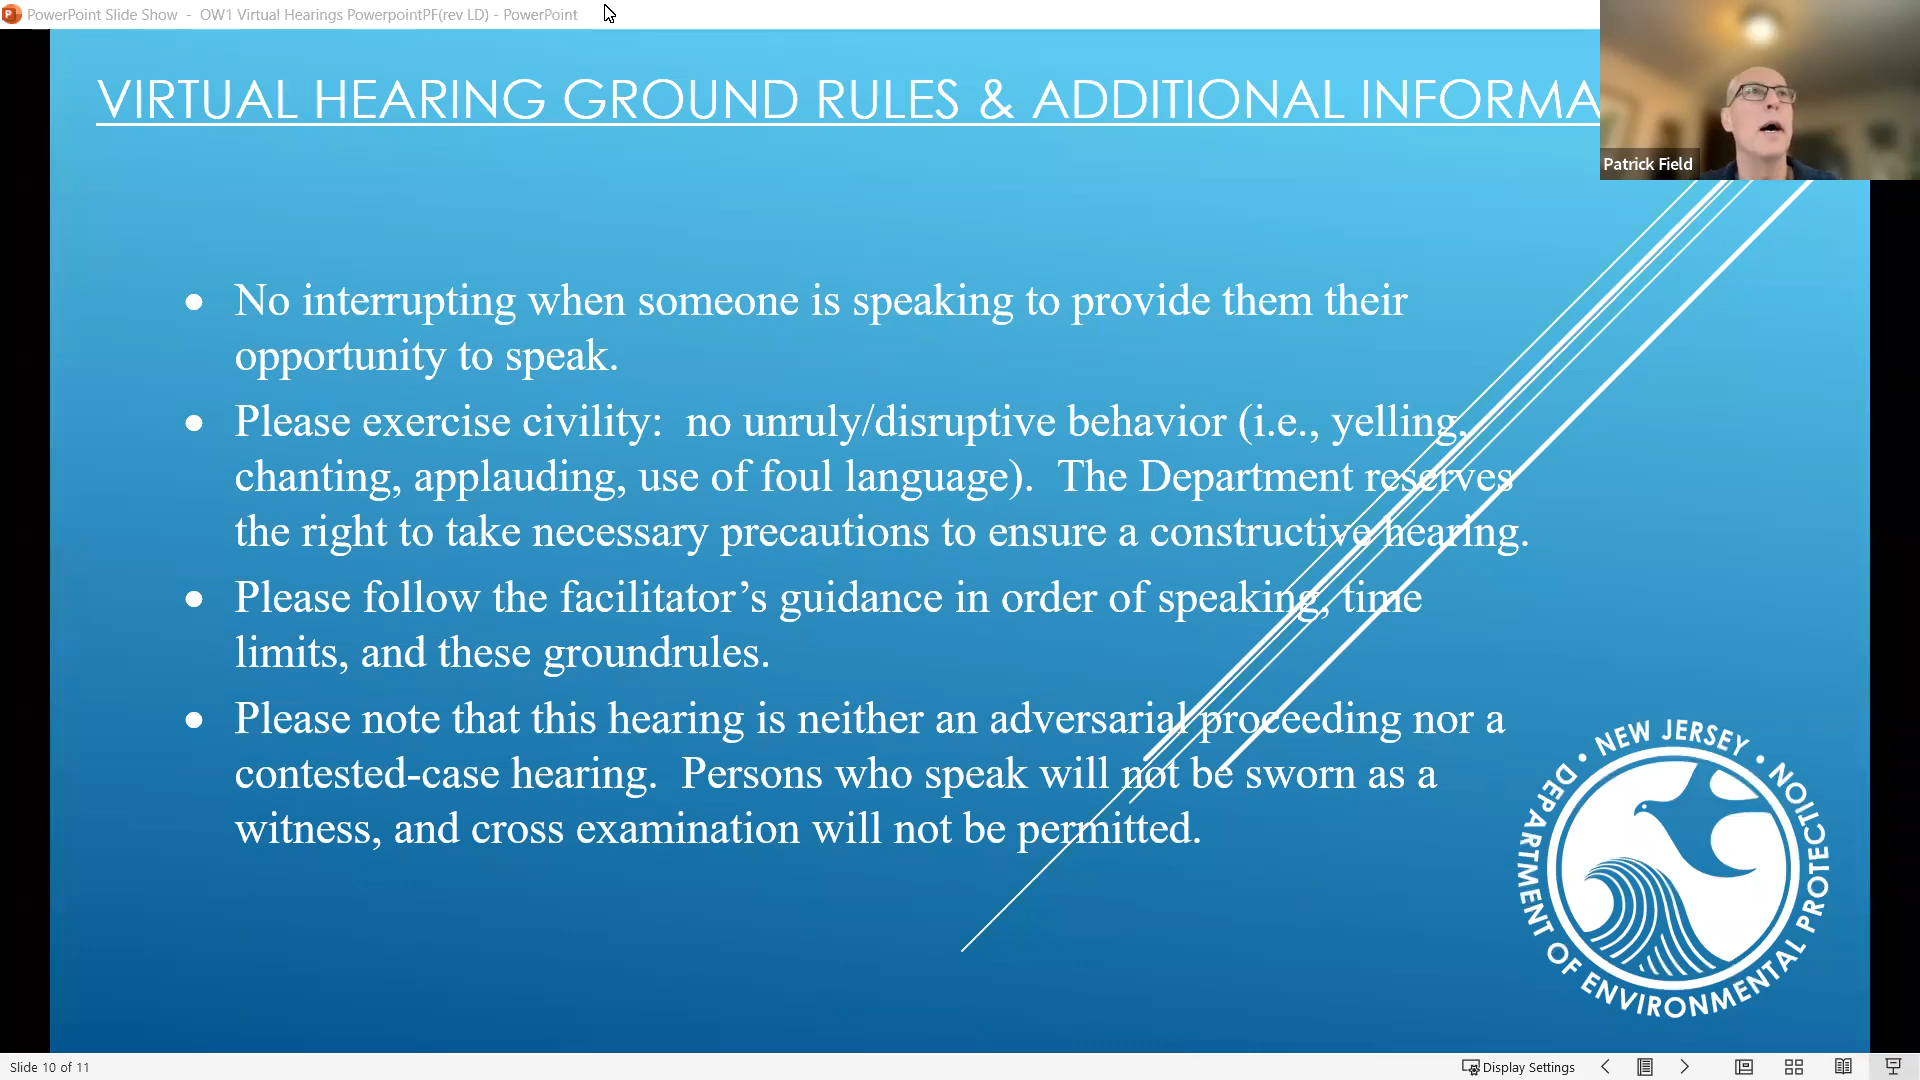 PowerPoint Slide Show - OW1 Virtual Hearings PowerpointPF(rev LD) - PowerPoint
VIRTUAL HEARING GROUND RULES & ADDITIONAL INFORMA
Patrick Field
• No interrupting when someone is speaking to provide them their
opportunity to speak.
• Please exercise civility:  no unruly/disruptive behavior (i.e., yelling,
chanting, applauding, use of foul language).  The Department reserves
the right to take necessary precautions to ensure a constructive hearing.
• Please follow the facilitator’s guidance in order of speaking, time
limits, and these groundrules.
• Please note that this hearing is neither an adversarial proceeding nor a
contested-case hearing.  Persons who speak will not be sworn as a
witness, and cross examination will not be permitted.
• NEW JERSEY •
DEPARTMENT OF ENVIRONMENTAL PROTECTION
Slide 10 of 11
Display Settings